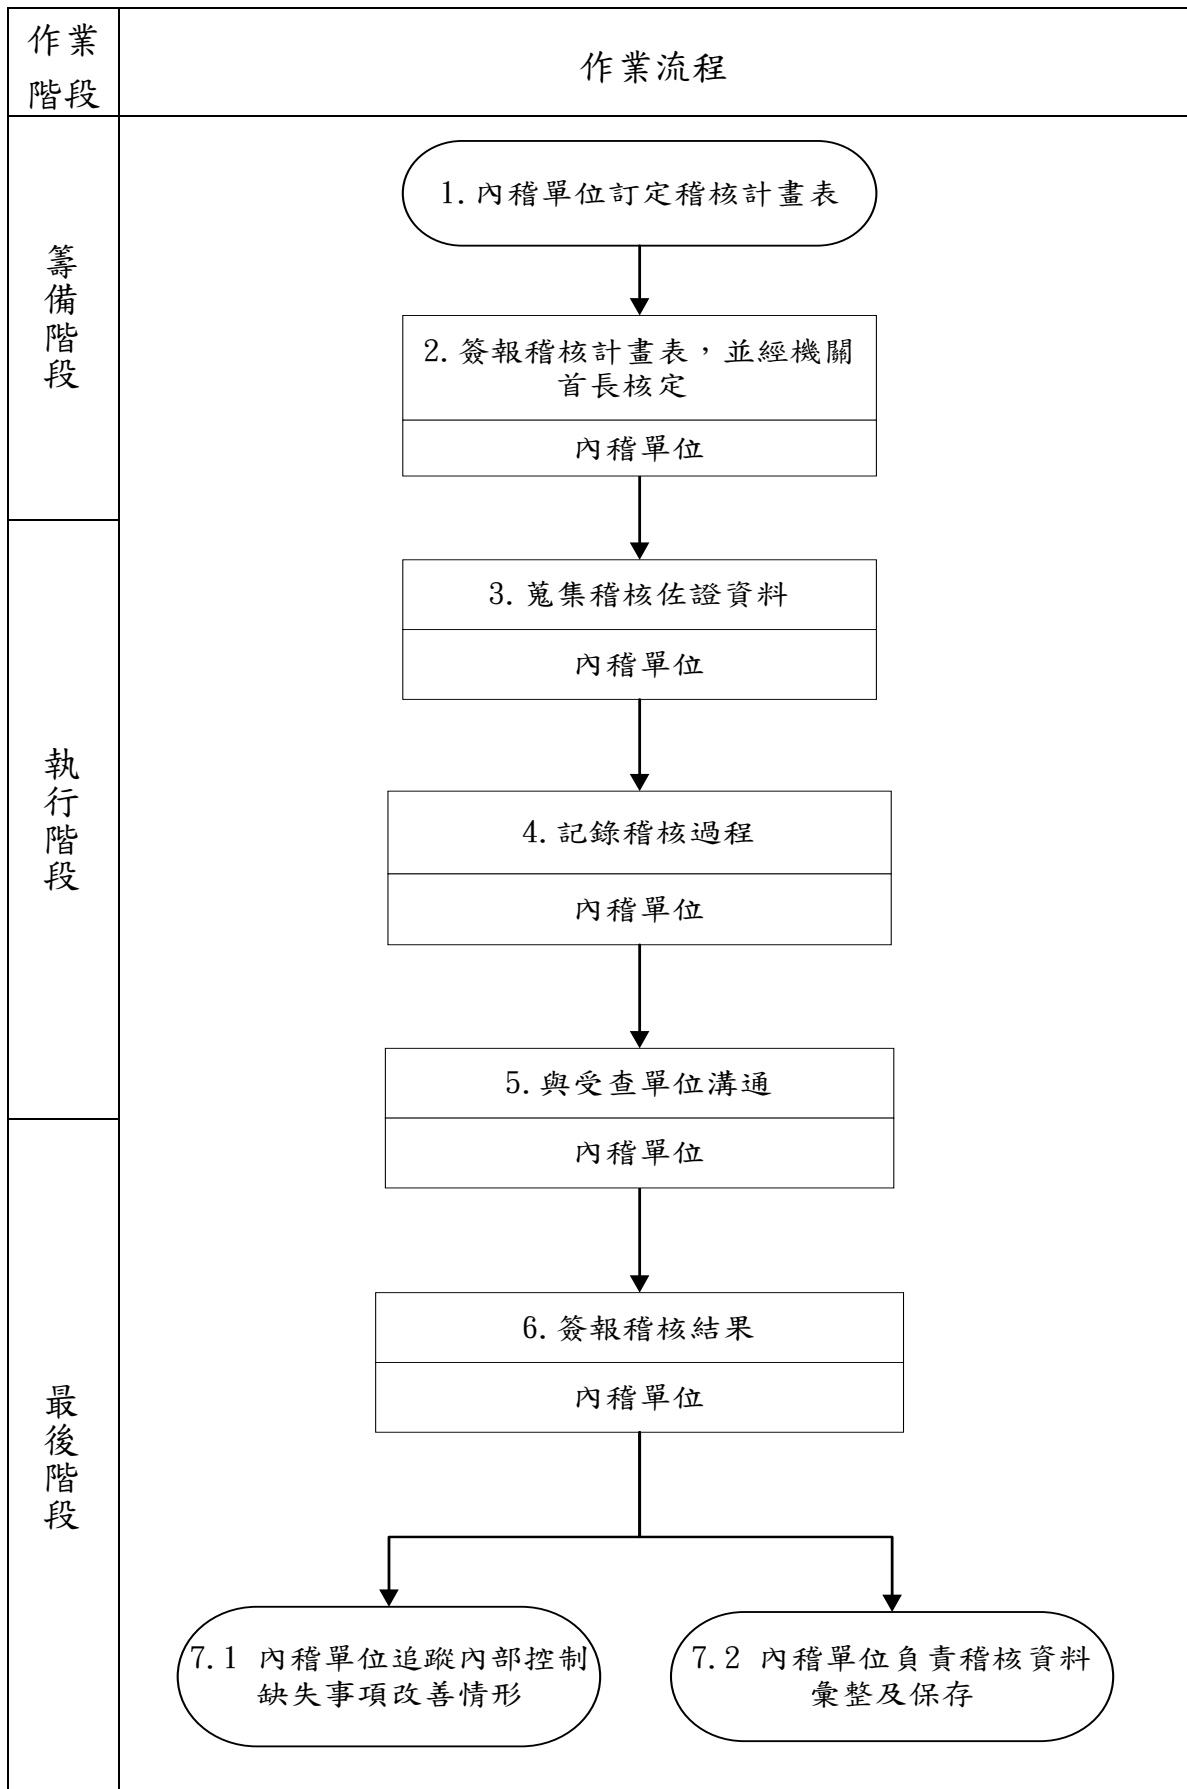 作業
階段
作業流程
籌備階段
1.內稽單位訂定稽核計畫表
2.簽報稽核計畫表，並經機關
首長核定
內稽單位
執行階段
3.蒐集稽核佐證資料
內稽單位
4.記錄稽核過程
內稽單位
5.與受查單位溝通
內稽單位
最後階段
6.簽報稽核結果
內稽單位
7.1 內稽單位追蹤內部控制
缺失事項改善情形
7.2 內稽單位負責稽核資料
彙整及保存